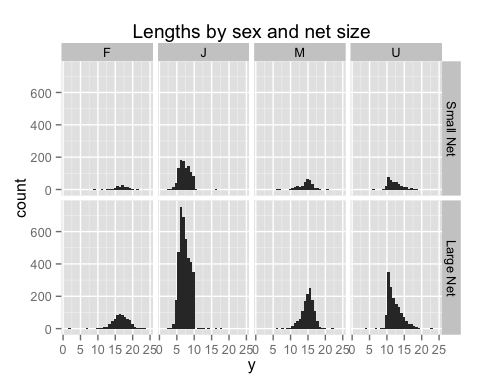 Lengths by sex and net size
F J M U
600
400
200
0
Small Net
count
600
400
200
0
Large Net
0 5 10 15 20 25 0 5 10 15 20 25 0 5 10 15 20 25 0 5 10 15 20 25
y